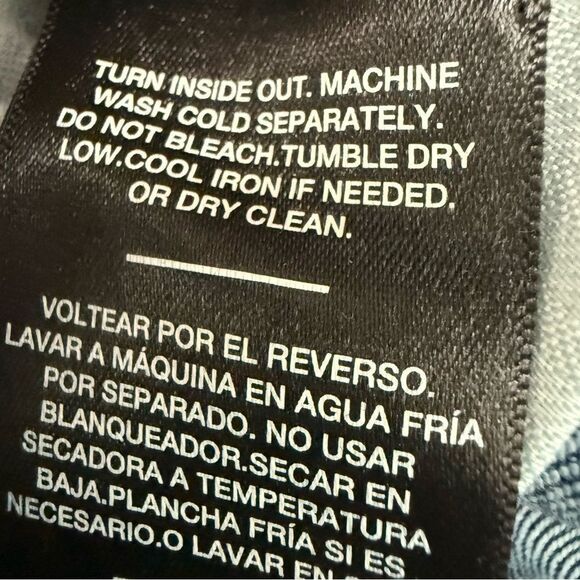 TURN INSIDE OUT. MACHINE
WASH COLD SEPARATELY.
DO NOT BLEACH.TUMBLE DRY
LOW.COOL IRON IF NEEDED.
OR DRY CLEAN.
VOLTEAR POR EL REVERSO.
LAVAR A MÁQUINA EN AGUA FRÍA
POR SEPARADO. NO USAR
BLANQUEADOR.SECAR EN
SECADORA A TEMPERATURA
BAJA.PLANCHA FRÍA SI ES
NECESARIO.O LAVAR EN